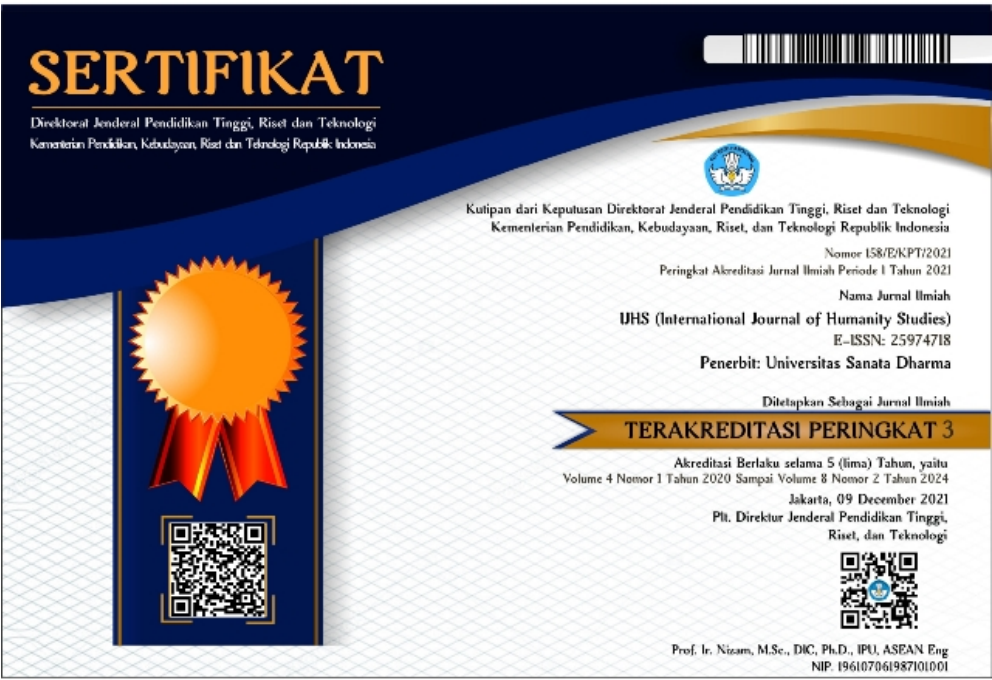 SERTIFIKAT
Direktorat Jenderal Pendidikan Tinggi, Riset dan Teknologi
Kementerian Pendidikan, Kebudayaan, Riset dan Teknologi Republik Indonesia
Kutipan dari Keputusan Direktorat Jenderal Pendidikan Tinggi, Riset dan Teknologi
Kementerian Pendidikan, Kebudayaan, Riset, dan Teknologi Republik Indonesia
Nomor 158/E/KPT/2021
Peringkat Akreditasi Jurnal Ilmiah Periode 1 Tahun 2021
Nama Jurnal Ilmiah
IJHS (International Journal of Humanity Studies)
E-ISSN: 25974718
Penerbit: Universitas Sanata Dharma
Ditetapkan Sebagai Jurnal Ilmiah
TERAKREDITASI PERINGKAT 3
Akreditasi Berlaku selama 5 (lima) Tahun, yaitu
Volume 4 Nomor 1 Tahun 2020 Sampai Volume 8 Nomor 2 Tahun 2024
Jakarta, 09 December 2021
Plt. Direktur Jenderal Pendidikan Tinggi,
Riset, dan Teknologi
Prof. Ir. Nizam, M.Sc., DIC, Ph.D., IPU, ASEAN Eng
NIP. 196107061987101001